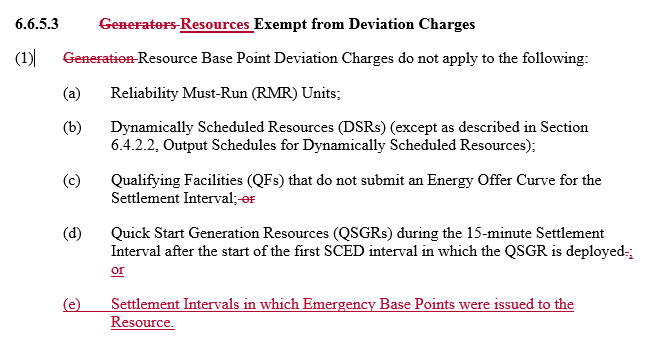 6.6.5.3 Generators Resources Exempt from Deviation Charges
(1) Generation Resource Base Point Deviation Charges do not apply to the following:
(a) Reliability Must-Run (RMR) Units;
(b) Dynamically Scheduled Resources (DSRs) (except as described in Section
6.4.2.2, Output Schedules for Dynamically Scheduled Resources);
(c) Qualifying Facilities (QFs) that do not submit an Energy Offer Curve for the
Settlement Interval; or
(d) Quick Start Generation Resources (QSGRs) during the 15-minute Settlement
Interval after the start of the first SCED interval in which the QSGR is deployed.;
or
(e) Settlement Intervals in which Emergency Base Points were issued to the
Resource.